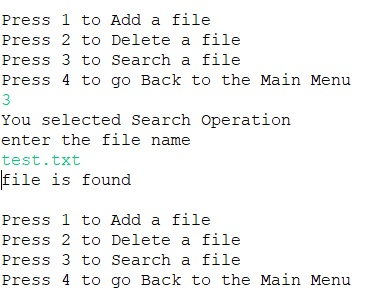 Press 1 to Add a file
Press 2 to Delete a file
Press 3 to Search a file
Press 4 to go Back to the Main Menu
3
You selected Search Operation
enter the file name
test.txt
file is found
Press 1 to Add a file
Press 2 to Delete a file
Press 3 to Search a file
Press 4 to go Back to the Main Menu